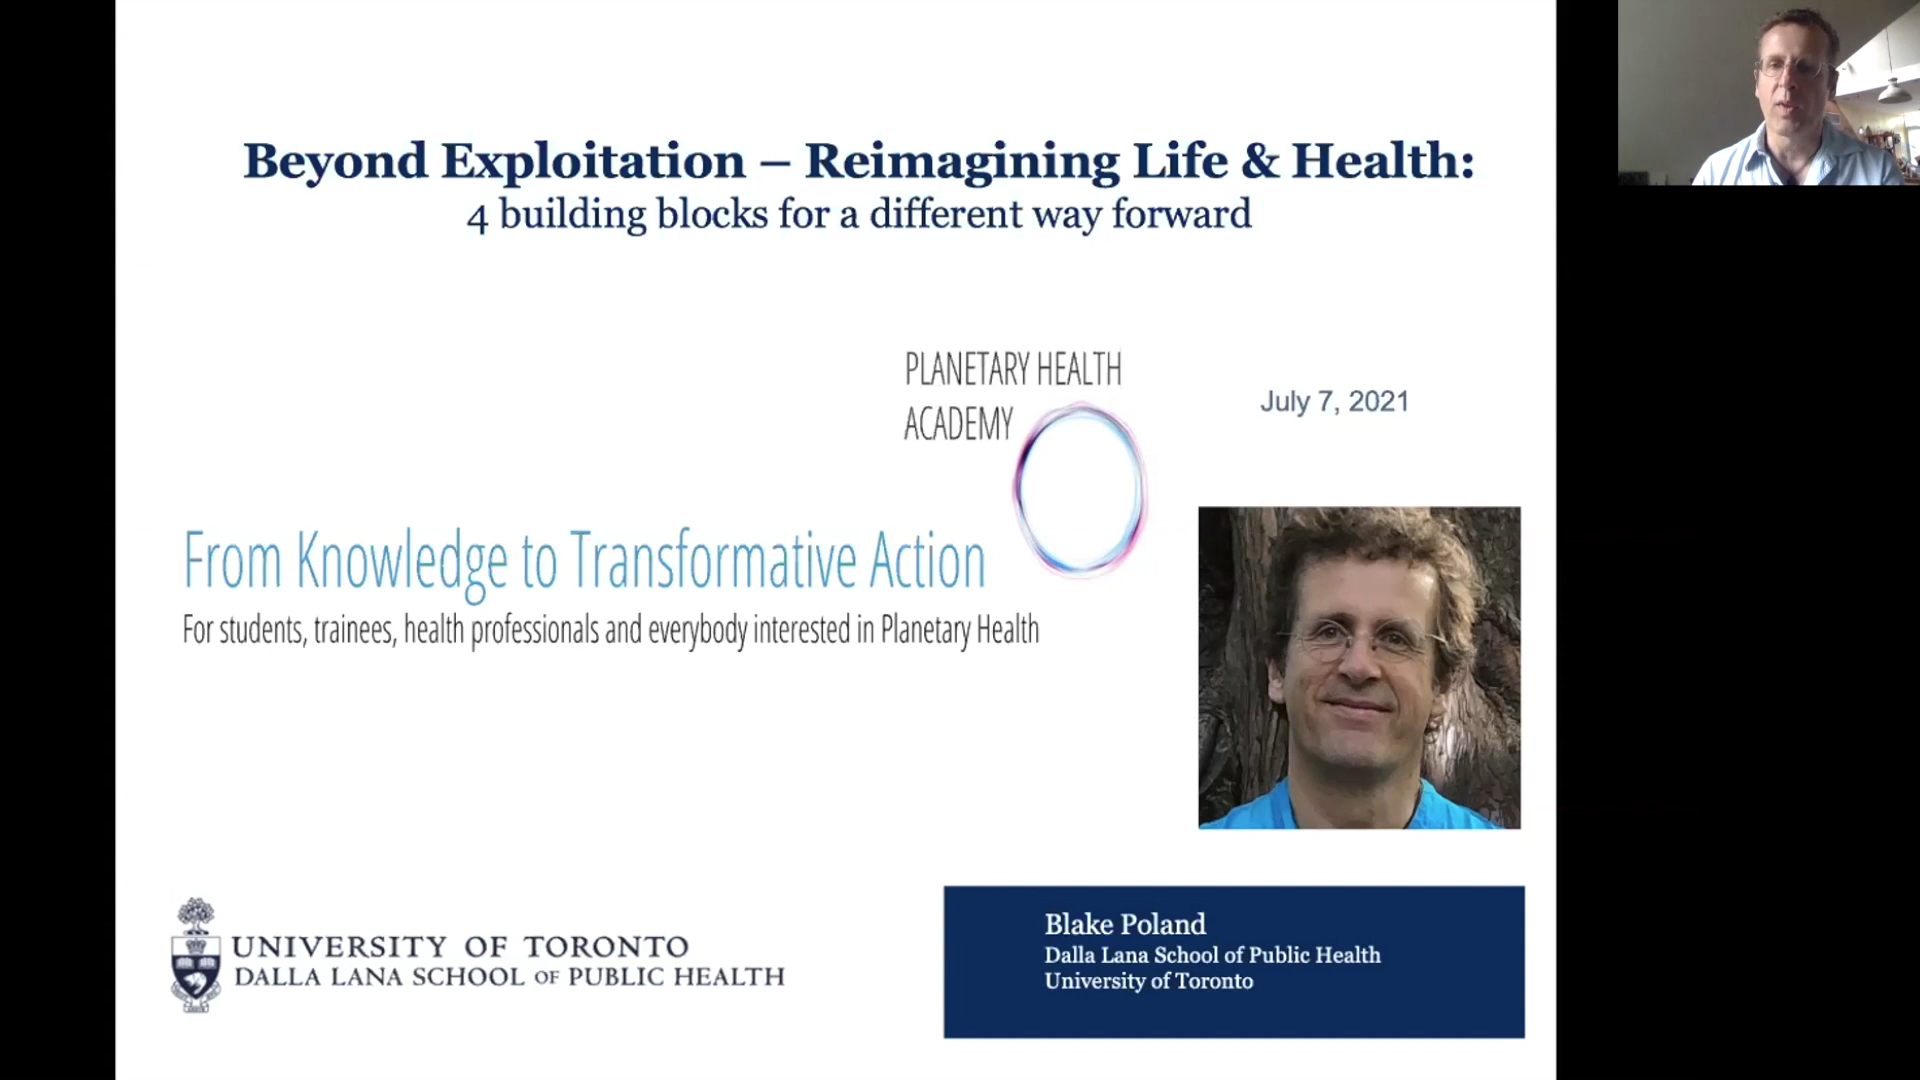 Beyond Exploitation – Reimagining Life & Health:
4 building blocks for a different way forward
PLANETARY HEALTH
ACADEMY
July 7, 2021
From Knowledge to Transformative Action
For students, trainees, health professionals and everybody interested in Planetary Health
UNIVERSITY OF TORONTO
DALLA LANA SCHOOL OF PUBLIC HEALTH
Blake Poland
Dalla Lana School of Public Health
University of Toronto